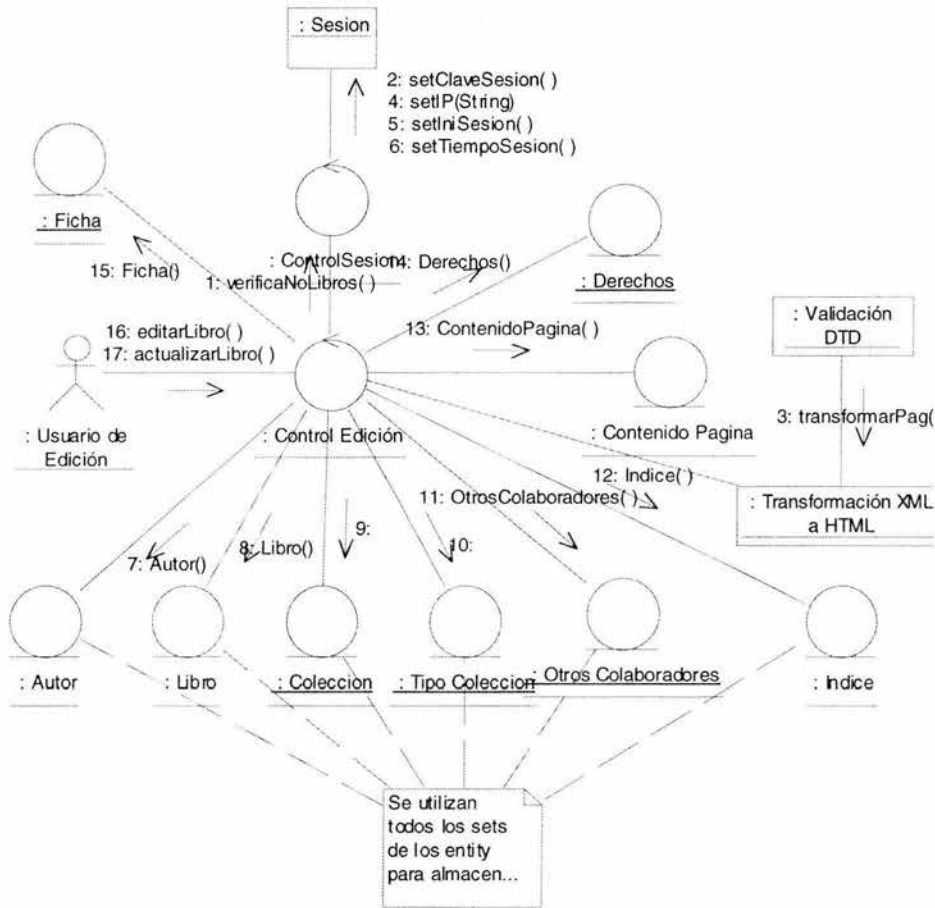 : Sesion
2: setClaveSesion( )
4: setIP(String)
5: setIniSesion( )
6: setTiempoSesion( )
: Ficha
15: Ficha()
: ControlSesion
1: verificaNoLibros( )
14: Derechos()
: Derechos
16: editarLibro( )
17: actualizarLibro( )
13: ContenidoPagina( )
: Validación
DTD
: Usuario de
Edición
: Control Edición
: Contenido Pagina
3: transformarPag(
12: Indice( )
11: OtrosColaboradores( )
: Transformación XML
a HTML
7: Autor()
8: Libro()
9:
10:
: Autor
: Libro
: Coleccion
: Tipo Coleccion
: Otros Colaboradores
: Indice
Se utilizan
todos los sets
de los entity
para almacen...